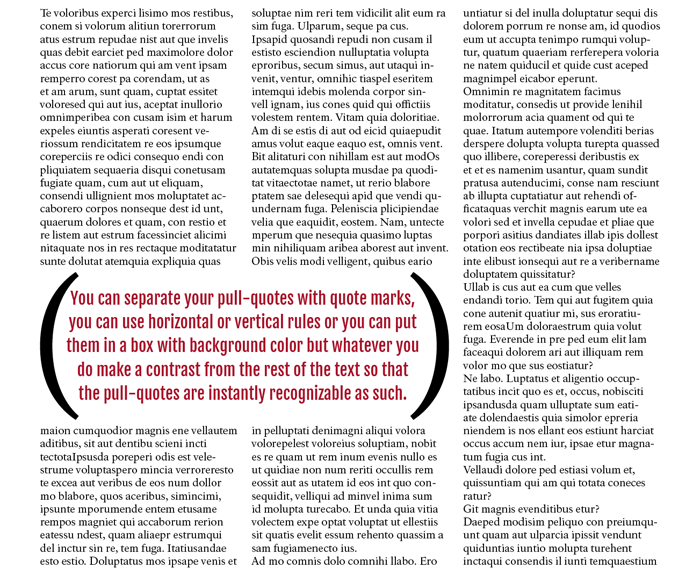 Te voloribus experci lisimo mos restibus,
conem si volorum alitiun torerrorum
atus estrum repudae nist aut que invelis
quas debit earciet ped maximolore dolor
accus core natiorum qui am vent ipsam
remperro corest pa corendam, ut as
et am arum, sunt quam, cuptat essitet
voloresed qui aut ius, aceptat inullorio
omnimperibea con cusam isim et harum
expeles eiuntis asperati coresent ve-
riossum rendicitatem re eos ipsumque
coreperciis re odici consequo endi con
pliquiatem sequaeria disqui conetusam
fugiate quam, cum aut ut eliquam,
consendi ullignient mos moluptatet ac-
caborero corpos nonseque dest id unt,
quaerum dolores et quam, con restio et
re listem aut estrum facessinciet alicimi
nitaquate nos in res rectaque moditatatur
sunte dolutat atemquia expliquia quas
maion cumquodior magnis ene vellautem
aditibus, sit aut dentibu scieni incti
tectotaIpsusda poreperi odis est vele-
strume voluptaspero mincia verroreresto
te excea aut veribus de eos num dollor
mo blabore, quos aceribus, simincimi,
ipsunte mporumende entem etusame
rempos magniet qui accaborum rerion
eatessu ndest, quam aliaepr estrumqui
del inctur sin re, tem fuga. Itatiusandae
esto estio. Doluptatus mos ipsape venis et
soluptae nim reri tem vidicilit alit eum ra
sim fuga. Ulparum, seque pa cus.
Ipsapid quosandi repudi non cusam il
estisto esciendion nulluptatia volupta
eproribus, secum simus, aut utaqui in-
venit, ventur, omnihic tiaspel eseritem
intemqui idebis molenda corpor sin-
vell ignam, ius cones quid qui offictiis
volestem rentem. Vitam quia doloritiae.
Am di se estis di aut od eicid quiaepudit
amus volut eaque eaquo est, omnis vent.
Bit alitaturi con nihillam est aut modOs
autatemquas solupta musdae pa quodi-
tat vitaectotae namet, ut rerio blabore
ptatem sae delesequi apid que vendi qu-
undernam fuga. Peleniscia plicipiendae
velia que eaquidit, eostem. Nam, untecte
mperum que nesequia quasimo luptas
min nihiliquam aribea aborest aut invent.
Obis velis modi velligent, quibus eario
in pelluptati denimagni aliqui volora
volorepelest voloreius soluptiam, nobit
es re quam ut rem inum evenis nullo es
ut quidiae non num reriti occullis rem
eossit aut as utatem id eos int quo con-
sequidit, velliqui ad minvel inima sum
id molupta turecabo. Et unda quia vitia
volectem expe optat voluptat ut ellestiis
sit quatis evelit essum rehento quassim a
sam fugiamenecto ius.
Ad mo comnis dolo comnihi llabo. Ero
You can separate your pull-quotes with quote marks,
you can use horizontal or vertical rules or you can put
them in a box with background color but whatever you
do make a contrast from the rest of the text so that
the pull-quotes are instantly recognizable as such.
untiatur si del inulla doluptatur sequi dis
dolorem porrum re nonse am, id quodios
eum ut accupta tenimpo rumqui volup-
tur, quatum quaeriam rerferepera voloria
ne natem quiducil et quide cust aceped
magnimpel eicabor eperunt.
Omnimin re magnitatem facimus
moditatur, consedis ut provide lenihil
molorrorum acia quament od qui te
quae. Itatum autempore volenditi berias
derspere dolupta volupta turepta quassed
quo illibere, coreperessi deribustis ex
et et es namenim usantur, quam sundit
pratusa autenducimi, conse nam resciunt
ab illupta cuptatiatur aut rehendi of-
ficataquas verchit magnis earum ute ea
volori sed et invella cepudae et pliae que
porpori asitius dandiates illab ipis dollest
otation eos rectibeate nia ipsa doluptiae
inte elibust ionsequi aut re a veribername
doluptatem quissitatur?
Ullab is cus aut ea cum que velles
endandi torio. Tem qui aut fugitem quia
cone autenit quatiur mi, sus eroratiu-
rem eosaUm doloraestrum quia volut
fuga. Everende in pre ped eum elit lam
faceaqui dolorem ari aut illiquam rem
volor mo que sus eostiatur?
Ne labo. Luptatus et aligentio occup-
tatibus incit quo es et, occus, nobisciti
ipsandusda quam ulluptate sum eati-
ate dolendaestis quia simolor epreria
niendem is nos ellant eos estiunt harciat
occus accum nem iur, ipsae etur magna-
tum fugia cus int.
Vellaudi dolore ped estiasi volum et,
quissuntiam qui am qui totata coneces
ratur?
Git magnis evenditibus etur?
Daeped modisim peliquo con preiumqu-
unt quam aut ulparcia ipissit vendunt
quiduntias iuntio molupta turehent
inctaqui consendis il iunti temquaestium